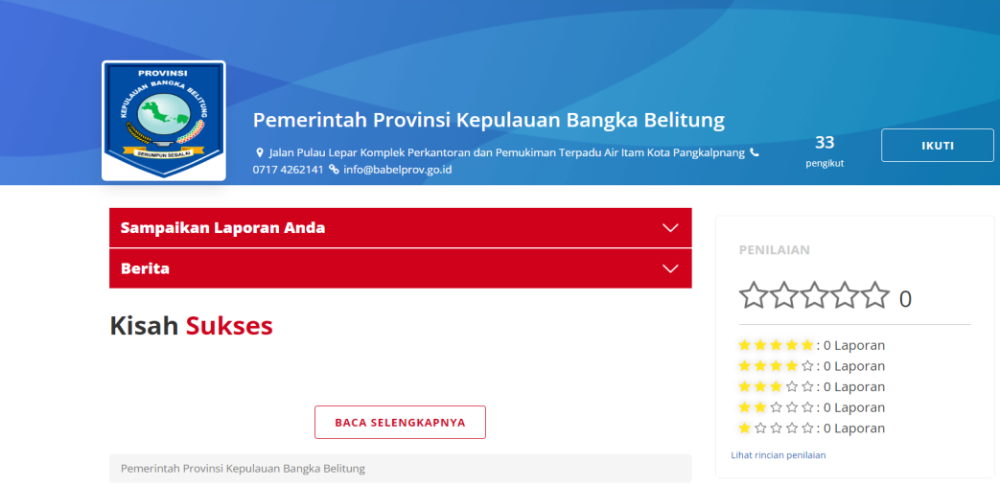 PROVINSI
KEPULAUAN BANGKA BELITUNG
SERUMPUN SEBALAI
Pemerintah Provinsi Kepulauan Bangka Belitung
Jalan Pulau Lepar Komplek Perkantoran dan Pemukiman Terpadu Air Itam Kota Pangkalpnang
0717 4262141 info@babelprov.go.id
33
pengikut
IKUTI
Sampaikan Laporan Anda
Berita
Kisah Sukses
BACA SELENGKAPNYA
Pemerintah Provinsi Kepulauan Bangka Belitung
PENILAIAN
0
: 0 Laporan
: 0 Laporan
: 0 Laporan
: 0 Laporan
: 0 Laporan
Lihat rincian penilaian